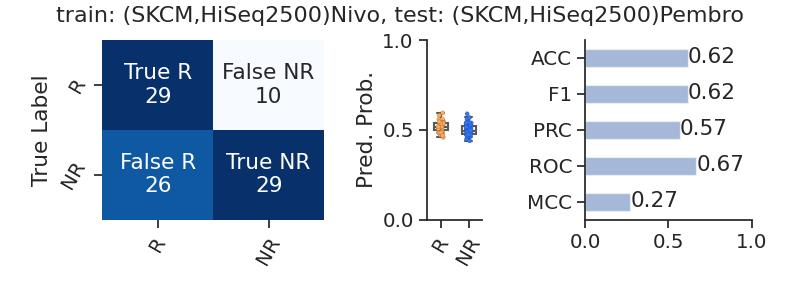 train: (SKCM,HiSeq2500)Nivo, test: (SKCM,HiSeq2500)Pembro
True Label
R
NR
True R
29
False NR
10
False R
26
True NR
29
R
NR
Pred. Prob.
1.0
0.5
0.0
R
NR
ACC
F1
PRC
ROC
MCC
0.62
0.62
0.57
0.67
0.27
0.0
0.5
1.0